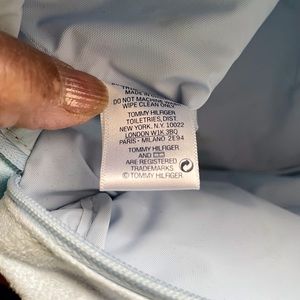 MADE IN
DO NOT MACHINE
WIPE CLEAN ONLY
TOMMY HILFIGER
TOILETRIES, DIST
NEW YORK, N.Y. 10022
LONDON W1K 3BQ
PARIS - MILANO 2E94
TOMMY HILFIGER
AND
ARE REGISTERED
TRADEMARKS
© TOMMY HILFIGER